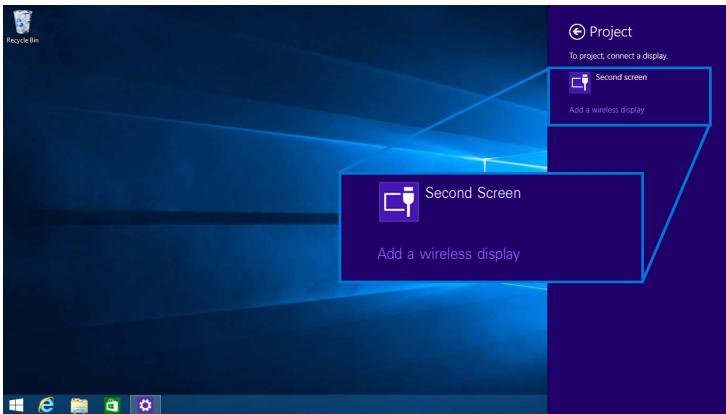 Recycle Bin
Project
To project, connect a display.
Second screen
Add a wireless display
Second Screen
Add a wireless display